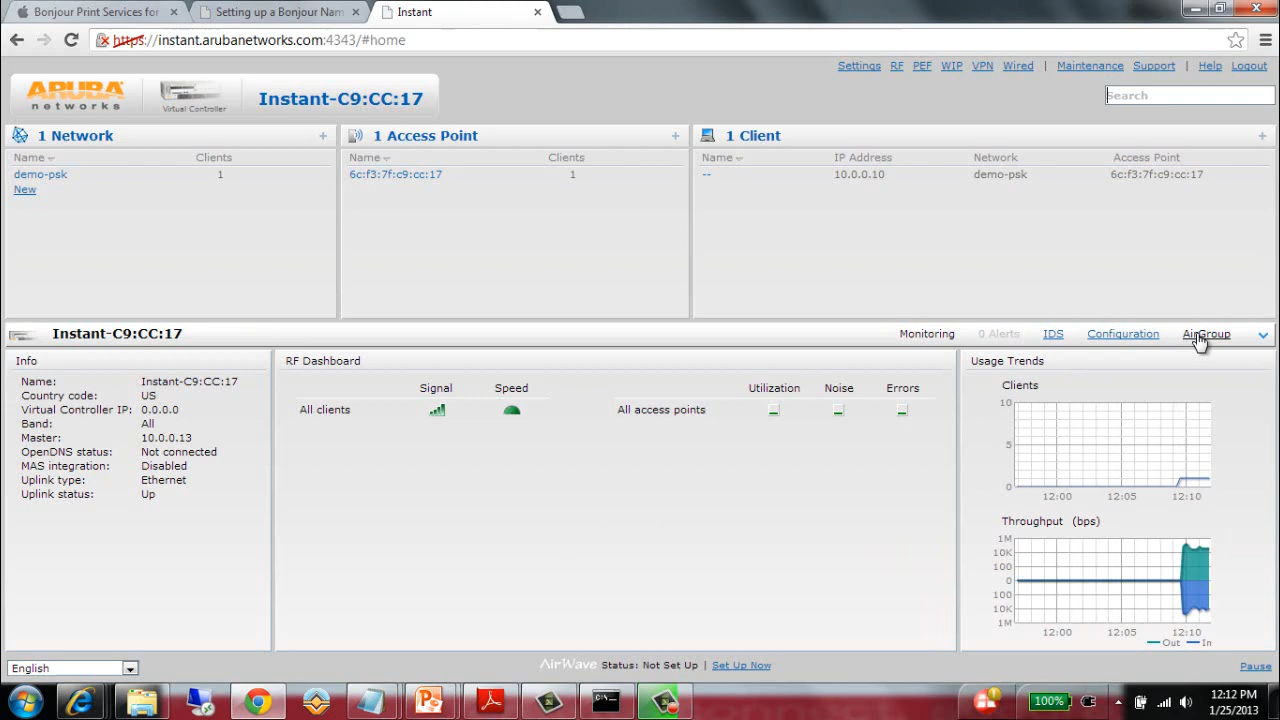 Bonjour Print Services for
Setting up a Bonjour Nam
Instant
https://instant.arubanetworks.com:4343/#home
Settings RF PEF WIP VPN Wired | Maintenance Support | Help Logout
ARUBA networks
Virtual Controller
Instant-C9:CC:17
Search
1 Network +
Name Clients
demo-psk 1
New
1 Access Point +
Name Clients
6c:f3:7f:c9:cc:17 1
1 Client +
Name IP Address Network Access Point
-- 10.0.0.10 demo-psk 6c:f3:7f:c9:cc:17
Instant-C9:CC:17
Monitoring 0 Alerts IDS Configuration AirGroup
Info
Name: Instant-C9:CC:17
Country code: US
Virtual Controller IP: 0.0.0.0
Band: All
Master: 10.0.0.13
OpenDNS status: Not connected
MAS integration: Disabled
Uplink type: Ethernet
Uplink status: Up
RF Dashboard
Signal Speed
All clients
Utilization Noise Errors
All access points
Usage Trends
Clients
10
5
0
12:00 12:05 12:10
Throughput (bps)
1M
10K
100
0
100
10K
1M
12:00 12:05 12:10
Out In
English
AirWave Status: Not Set Up | Set Up Now
Pause
100%
12:12 PM
1/25/2013